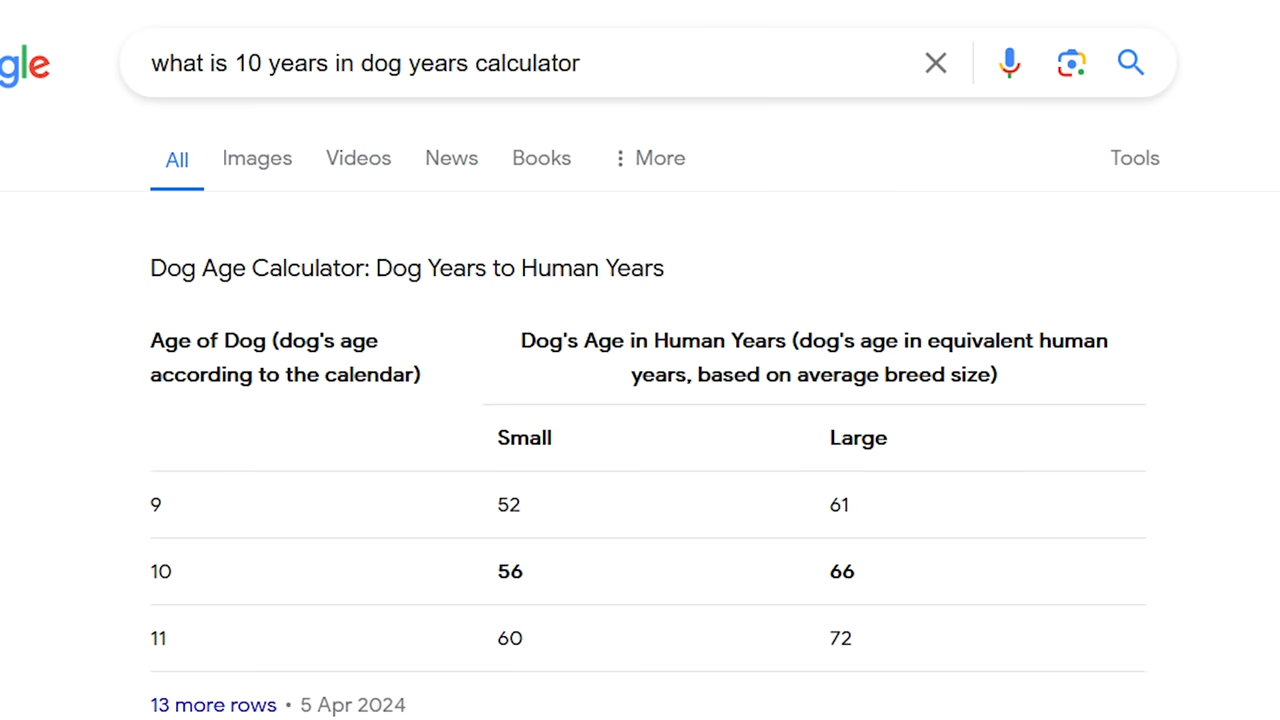 gle
what is 10 years in dog years calculator
All Images Videos News Books More Tools
Dog Age Calculator: Dog Years to Human Years
Age of Dog (dog's age
according to the calendar)
Dog's Age in Human Years (dog's age in equivalent human
years, based on average breed size)
Small Large
9 52 61
10 56 66
11 60 72
13 more rows • 5 Apr 2024